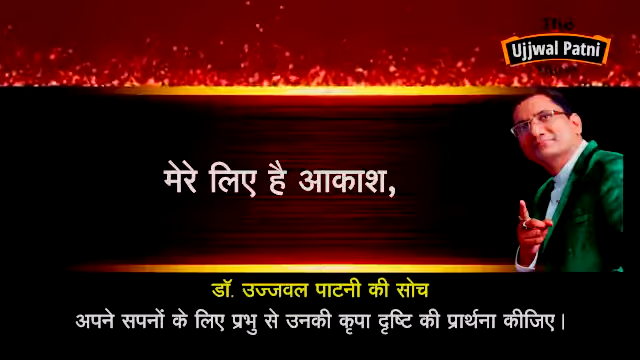 The
Ujjwal Patni
मेरे लिए है आकाश,
डॉ. उज्जवल पाटनी की सोच
अपने सपनों के लिए प्रभु से उनकी कृपा दृष्टि की प्रार्थना कीजिए।